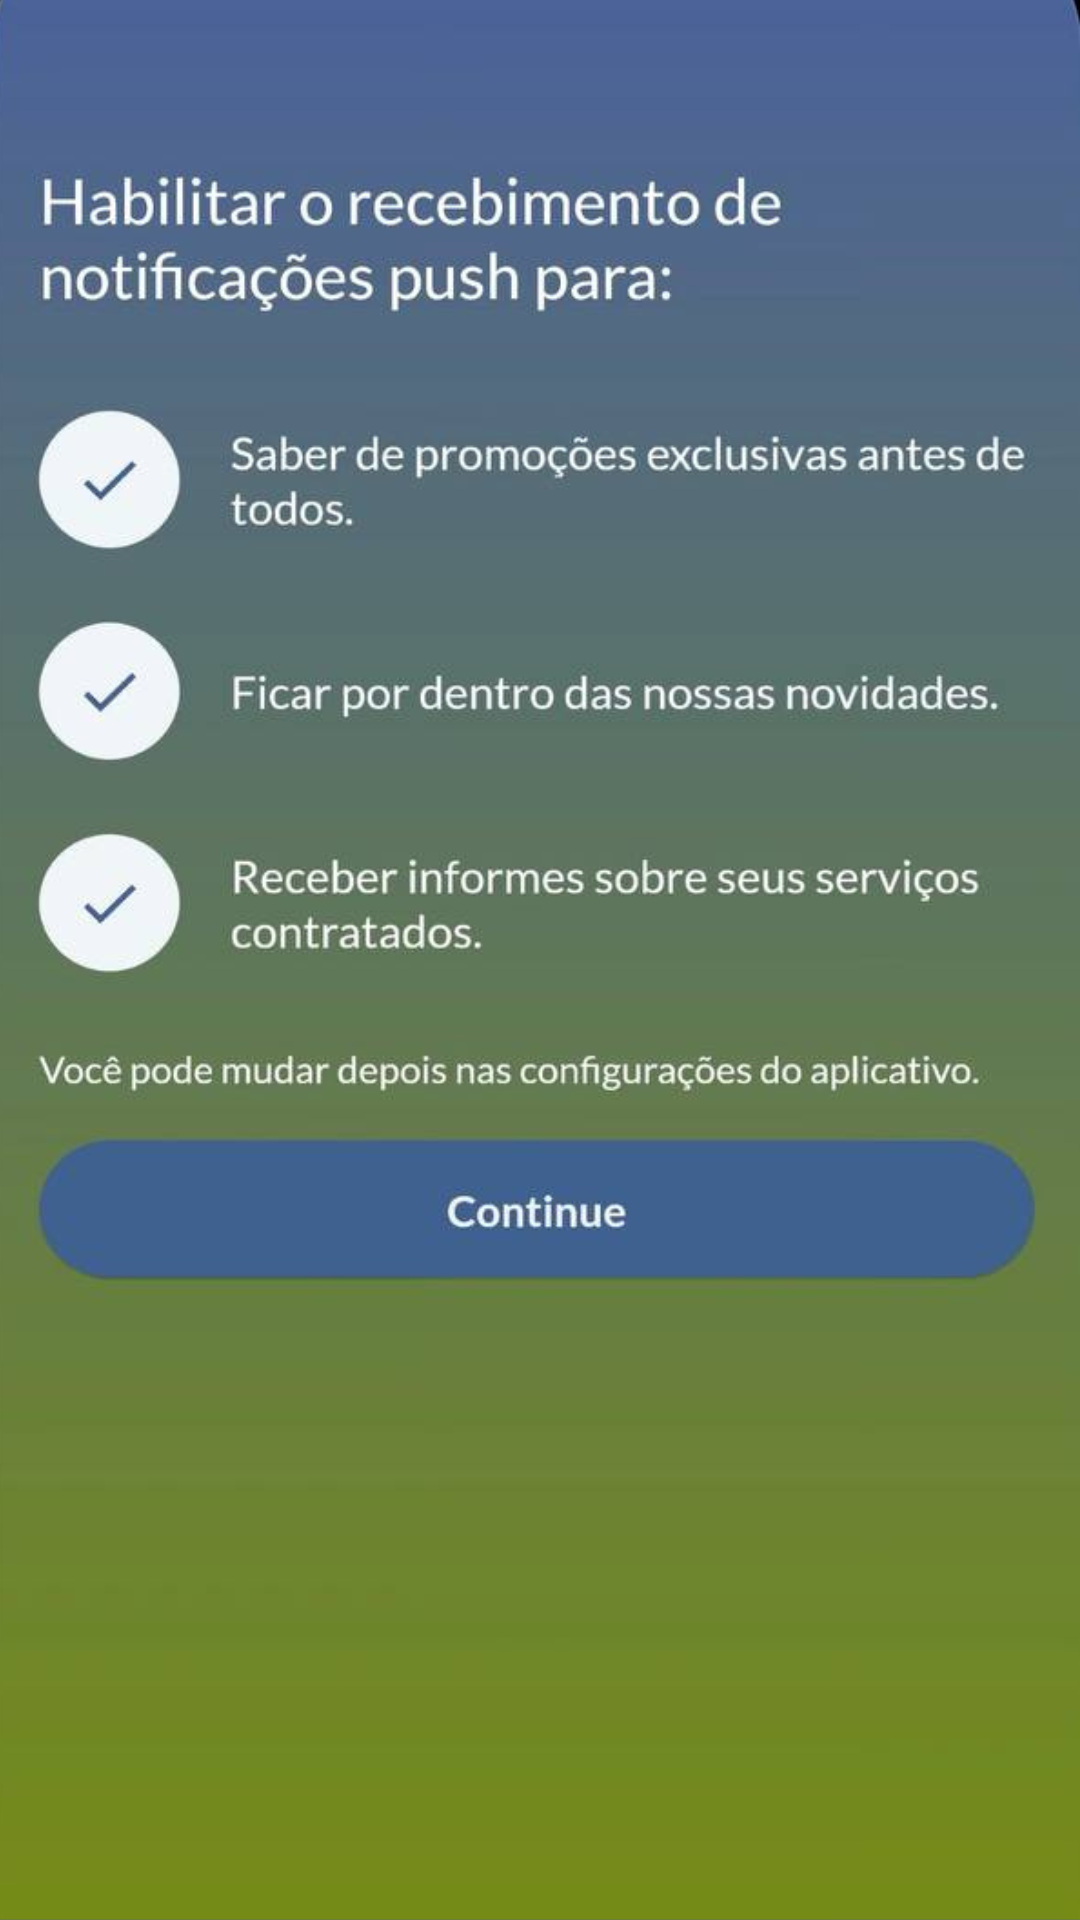 Habilitar o recebimento de
notificações push para:
Saber de promoções exclusivas antes de
todos.
Ficar por dentro das nossas novidades.
Receber informes sobre seus serviços
contratados.
Você pode mudar depois nas configurações do aplicativo.
Continue